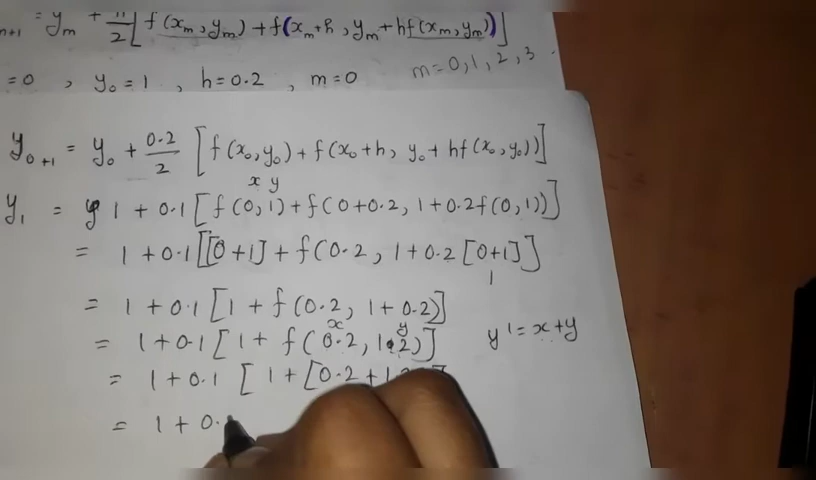 n+1 = ym + h/2 [f(xm, ym) + f(xm+h, ym + hf(xm, ym))]
m=0,1,2,3
=0 , y0=1 , h=0.2 , m=0
y0+1 = y0 + 0.2/2 [f(x0,y0) + f(x0+h, y0+hf(x0,y0))]
x y
y1 = 1 + 0.1 [f(0,1) + f(0+0.2, 1+0.2f(0,1))]
= 1 + 0.1 [[0+1] + f(0.2, 1+0.2[0+1]]
1
= 1 + 0.1 [1 + f(0.2, 1+0.2)]
x y
= 1 + 0.1 [1 + f(0.2, 1.2)]
y' = x+y
= 1 + 0.1 [1 + [0.2 + 1
= 1 + 0.